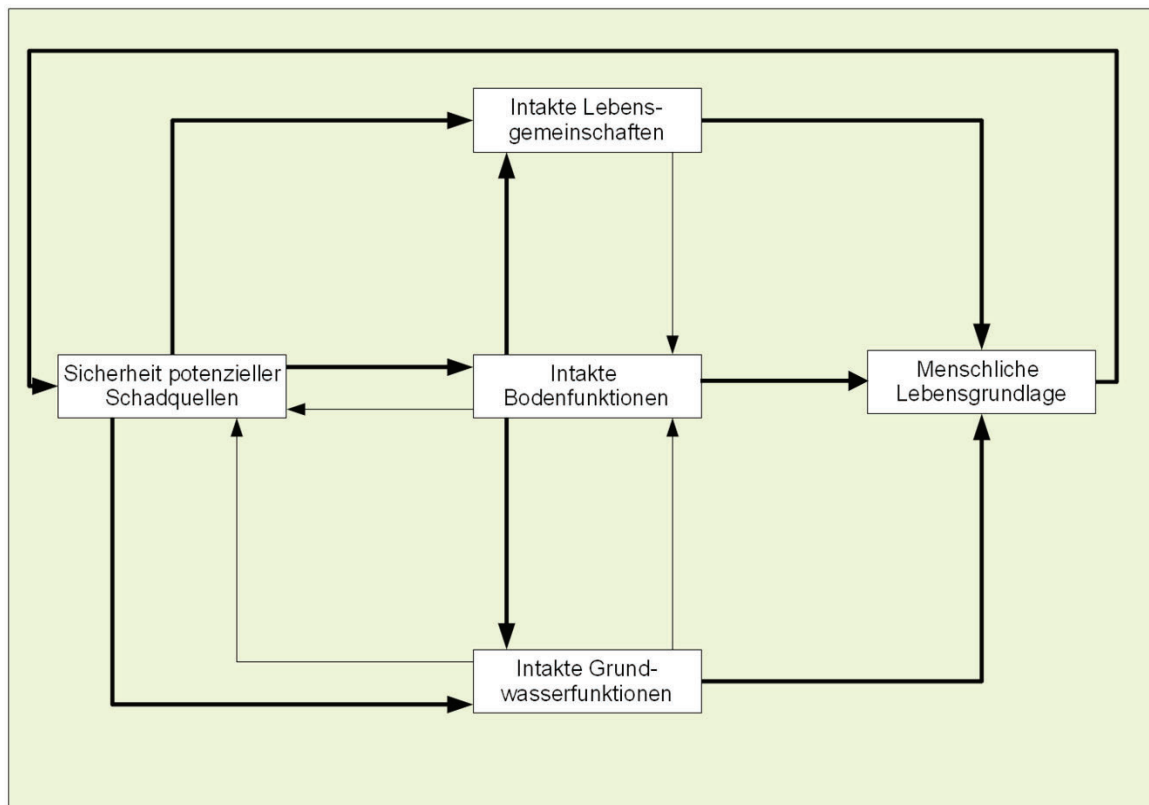 Intakte Lebens-
gemeinschaften
Sicherheit potenzieller
Schadquellen
Intakte
Bodenfunktionen
Menschliche
Lebensgrundlage
Intakte Grund-
wasserfunktionen